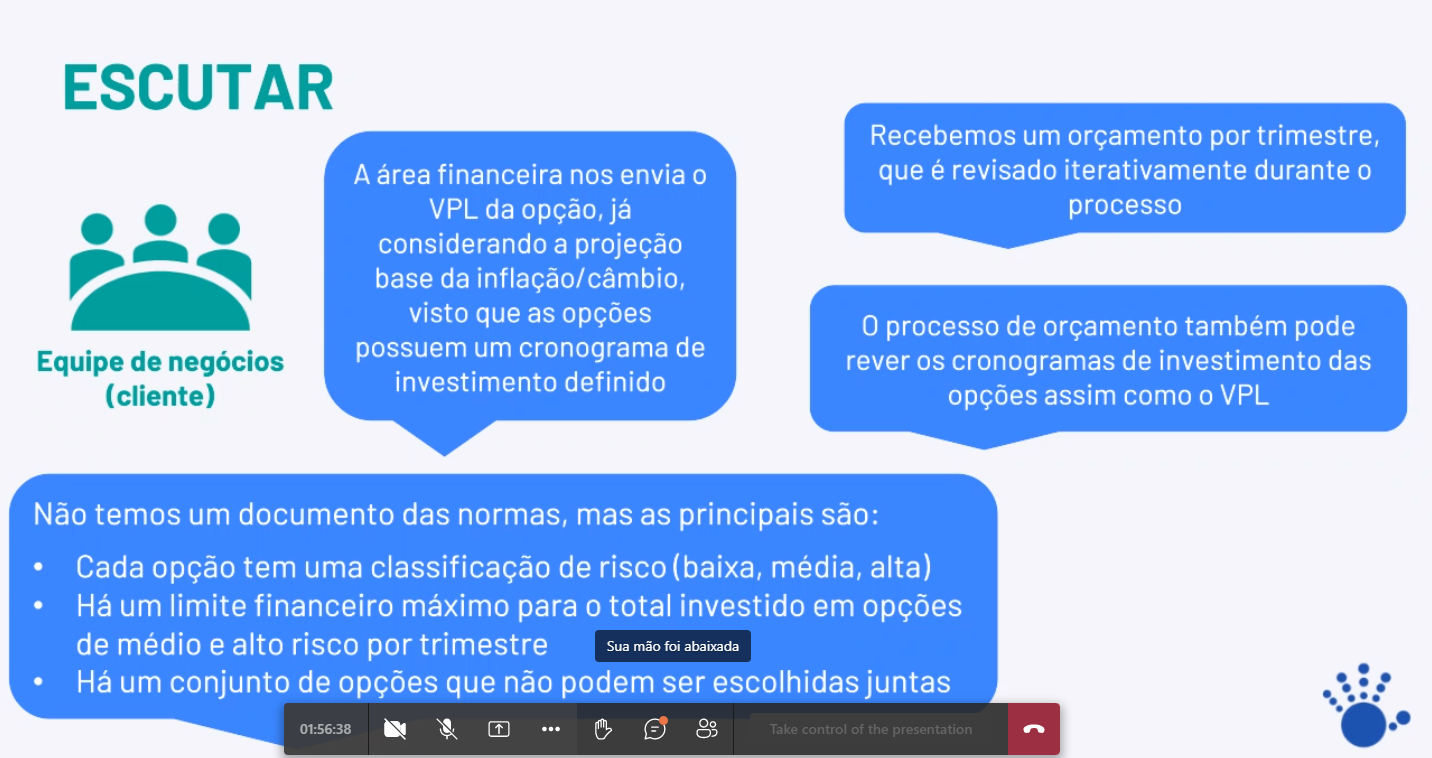 ESCUTAR
Equipe de negócios
(cliente)
A área financeira nos envia o
VPL da opção, já
considerando a projeção
base da inflação/câmbio,
visto que as opções
possuem um cronograma de
investimento definido
Recebemos um orçamento por trimestre,
que é revisado iterativamente durante o
processo
O processo de orçamento também pode
rever os cronogramas de investimento das
opções assim como o VPL
Não temos um documento das normas, mas as principais são:
• Cada opção tem uma classificação de risco (baixa, média, alta)
• Há um limite financeiro máximo para o total investido em opções
de médio e alto risco por trimestre
• Há um conjunto de opções que não podem ser escolhidas juntas
Sua mão foi abaixada
01:56:38
Take control of the presentation